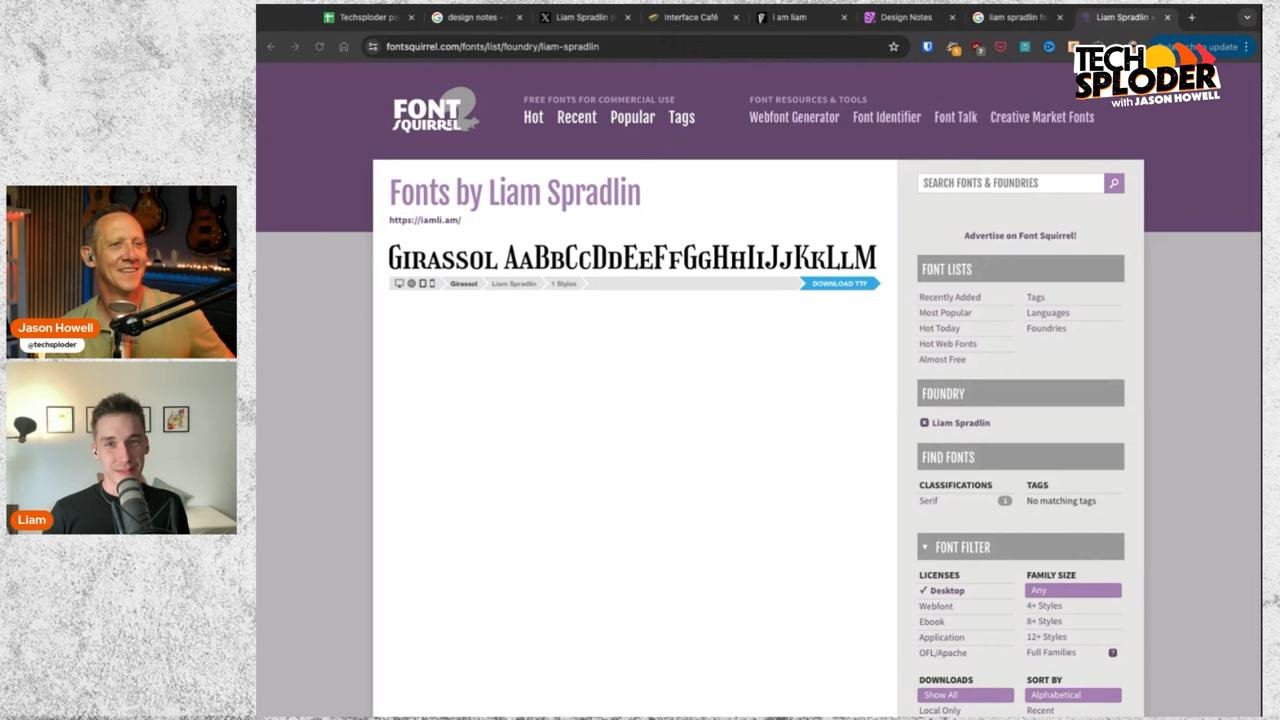 Techsploder po
design notes -
Liam Spradlin (
Interface Café
i am liam
Design Notes
liam spradlin fo
Liam Spradlin
fontsquirrel.com/fonts/list/foundry/liam-spradlin
update
TECH
SPLODER
with JASON HOWELL
FONT
SQUIRREL
FREE FONTS FOR COMMERCIAL USE
Hot Recent Popular Tags
FONT RESOURCES & TOOLS
Webfont Generator Font Identifier Font Talk Creative Market Fonts
Fonts by Liam Spradlin
https://iamli.am/
GIRASSOL AABBCCDDEEFFGGHHIIJJKKLLM
Girassol Liam Spradlin 1 Styles DOWNLOAD TTF
SEARCH FONTS & FOUNDRIES
Advertise on Font Squirrel!
FONT LISTS
Recently Added Tags
Most Popular Languages
Hot Today Foundries
Hot Web Fonts
Almost Free
FOUNDRY
Liam Spradlin
FIND FONTS
CLASSIFICATIONS TAGS
Serif 1 No matching tags
FONT FILTER
LICENSES FAMILY SIZE
✓ Desktop Any
Webfont 4+ Styles
Ebook 8+ Styles
Application 12+ Styles
OFL/Apache Full Families ?
DOWNLOADS SORT BY
Show All Alphabetical
Local Only Recent
Jason Howell
@techsploder
Liam